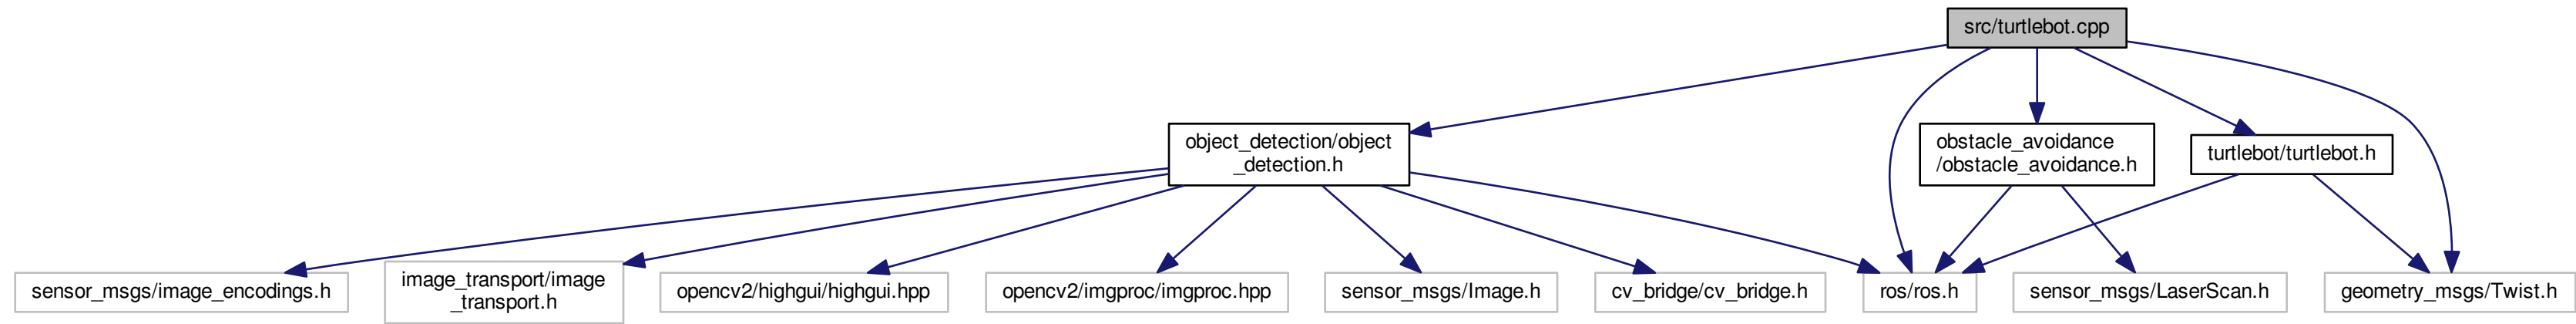 src/turtlebot.cpp
object_detection/object
_detection.h
obstacle_avoidance
/obstacle_avoidance.h
turtlebot/turtlebot.h
sensor_msgs/image_encodings.h
image_transport/image
_transport.h
opencv2/highgui/highgui.hpp
opencv2/imgproc/imgproc.hpp
sensor_msgs/Image.h
cv_bridge/cv_bridge.h
ros/ros.h
sensor_msgs/LaserScan.h
geometry_msgs/Twist.h